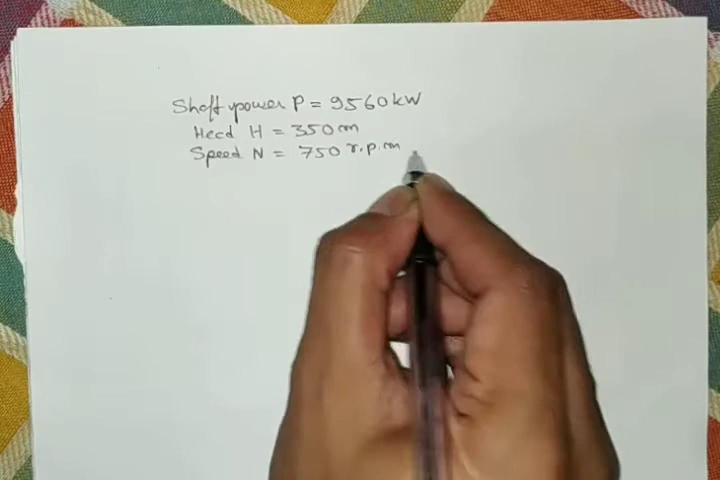 Shaft power P = 9560 kW
Head H = 350 m
Speed N = 750 r.p.m